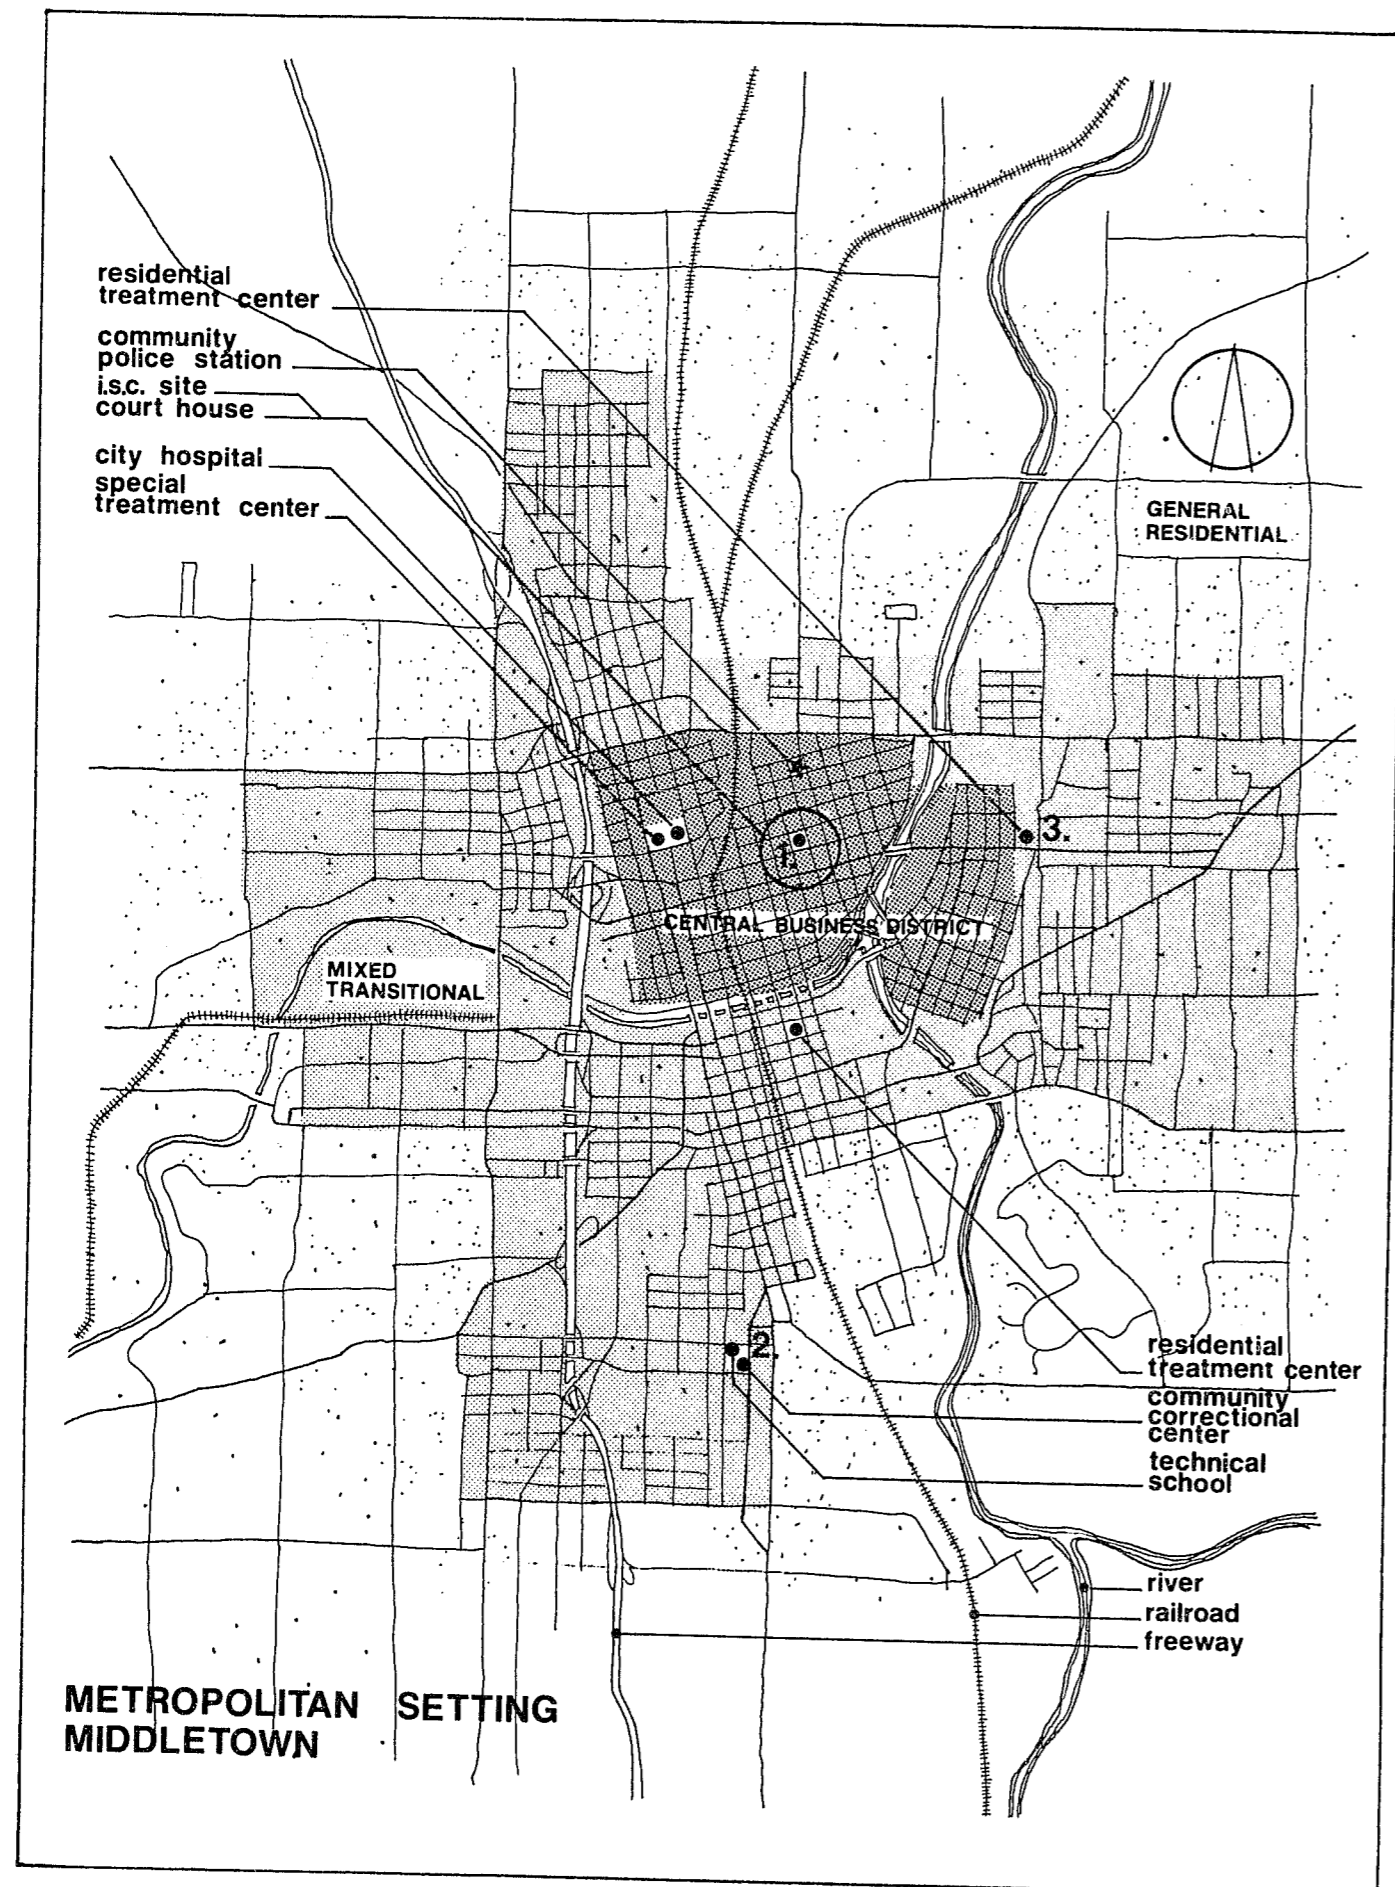 residential
treatment center
community
police station
i.s.c. site
court house
city hospital
special
treatment center
GENERAL
RESIDENTIAL
3.
1.
CENTRAL BUSINESS DISTRICT
MIXED
TRANSITIONAL
2.
residential
treatment center
community
correctional
center
technical
school
river
railroad
freeway
METROPOLITAN SETTING
MIDDLETOWN